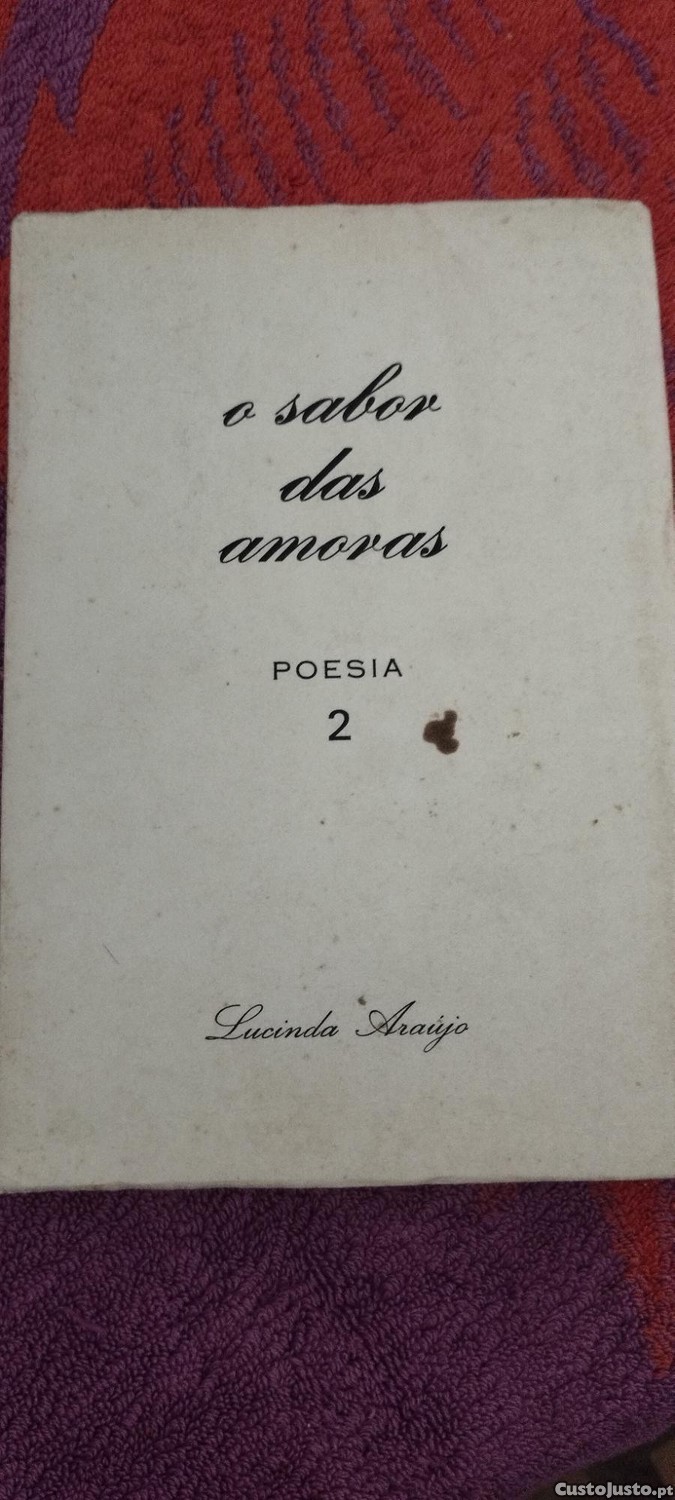 o sabor
das
amoras
POESIA
2
Lucinda Araújo
CustoJusto.pt